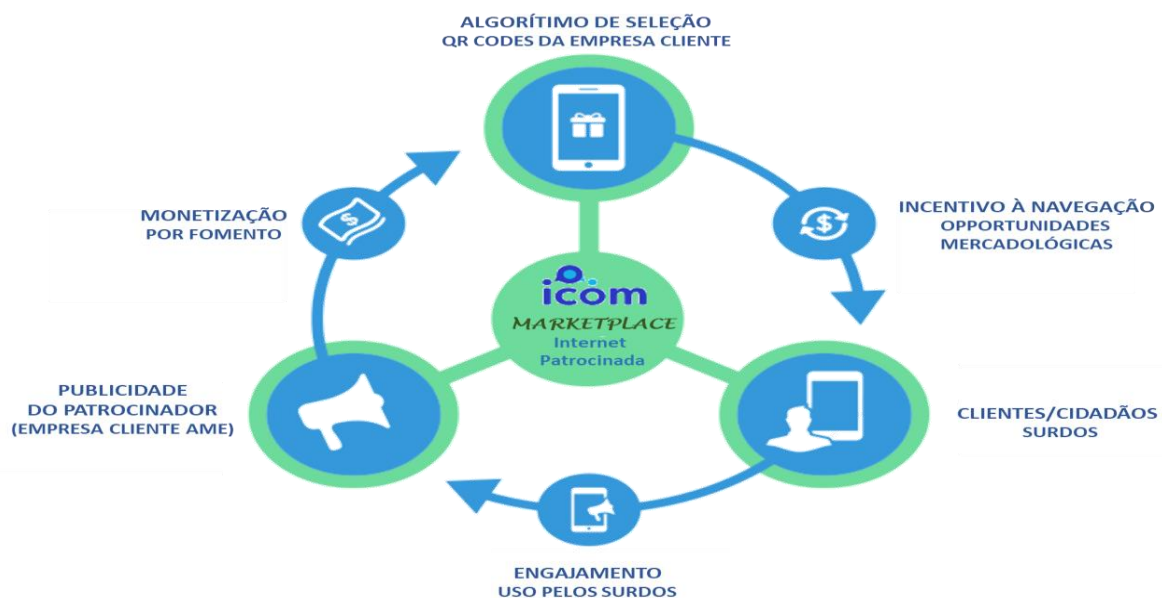 ALGORÍTIMO DE SELEÇÃO
QR CODES DA EMPRESA CLIENTE
MONETIZAÇÃO
POR FOMENTO
INCENTIVO À NAVEGAÇÃO
OPORTUNIDADES
MERCADOLÓGICAS
icom
MARKETPLACE
Internet
Patrocinada
PUBLICIDADE
DO PATROCINADOR
(EMPRESA CLIENTE AME)
CLIENTES/CIDADÃOS
SURDOS
ENGAJAMENTO
USO PELOS SURDOS